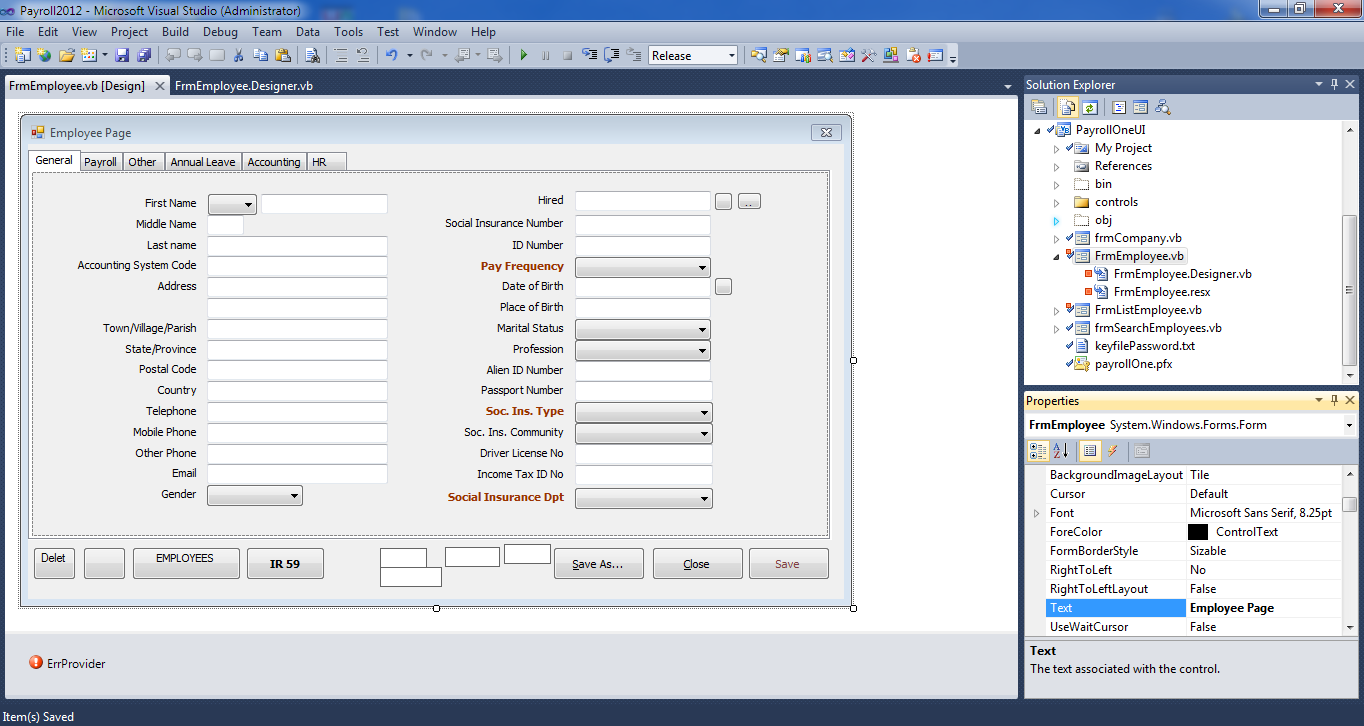 Payroll2012 - Microsoft Visual Studio (Administrator)
File Edit View Project Build Debug Team Data Tools Test Window Help
Release
FrmEmployee.vb [Design] FrmEmployee.Designer.vb
Employee Page
General Payroll Other Annual Leave Accounting HR
First Name
Middle Name
Last name
Accounting System Code
Address
Town/Village/Parish
State/Province
Postal Code
Country
Telephone
Mobile Phone
Other Phone
Email
Gender
Hired
..
Social Insurance Number
ID Number
Pay Frequency
Date of Birth
Place of Birth
Marital Status
Profession
Alien ID Number
Passport Number
Soc. Ins. Type
Soc. Ins. Community
Driver License No
Income Tax ID No
Social Insurance Dpt
Delet EMPLOYEES IR 59 Save As... Close Save
ErrProvider
Solution Explorer
PayrollOneUI
My Project
References
bin
controls
obj
frmCompany.vb
FrmEmployee.vb
FrmEmployee.Designer.vb
FrmEmployee.resx
FrmListEmployee.vb
frmSearchEmployees.vb
keyfilePassword.txt
payrollOne.pfx
Properties
FrmEmployee System.Windows.Forms.Form
BackgroundImageLayout Tile
Cursor Default
Font Microsoft Sans Serif, 8.25pt
ForeColor ControlText
FormBorderStyle Sizable
RightToLeft No
RightToLeftLayout False
Text Employee Page
UseWaitCursor False
Text
The text associated with the control.
Item(s) Saved